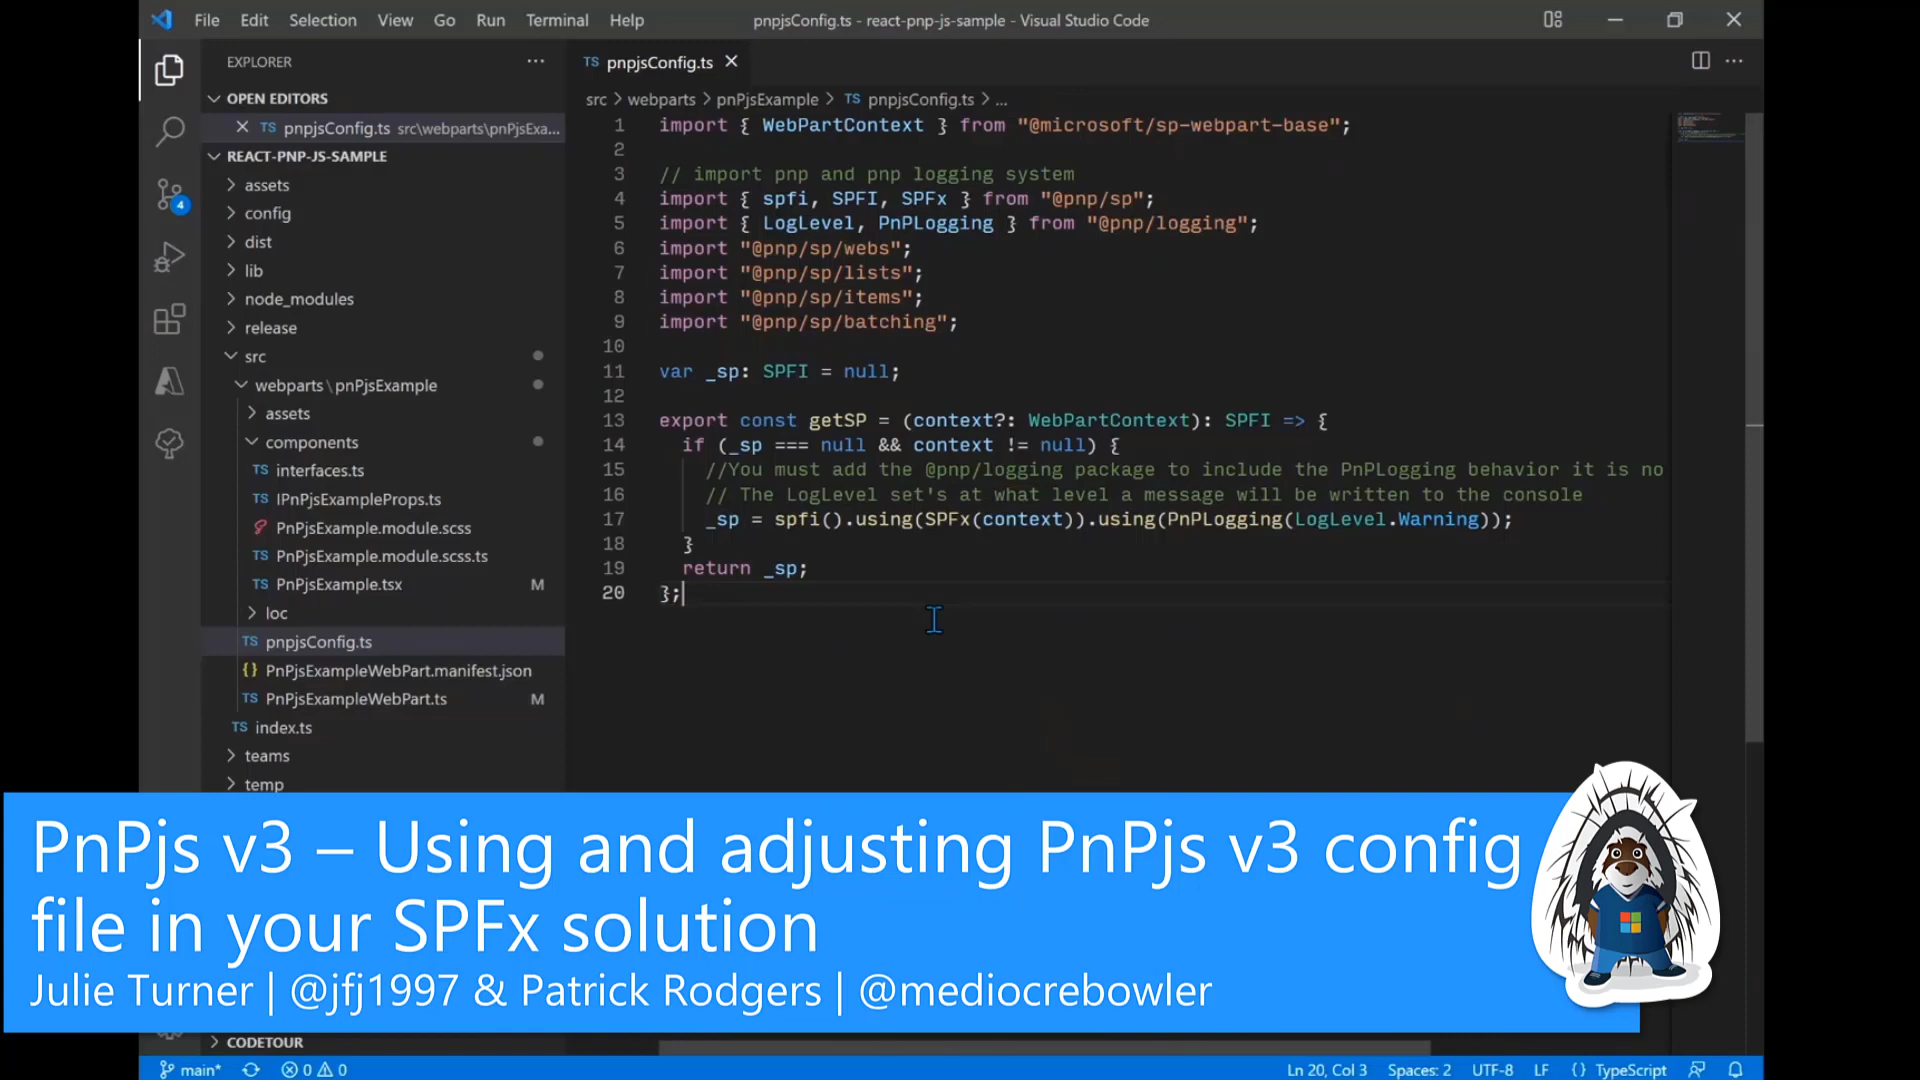 File Edit Selection View Go Run Terminal Help
pnpjsConfig.ts - react-pnp-js-sample - Visual Studio Code
EXPLORER
OPEN EDITORS
TS pnpjsConfig.ts src\webparts\pnPjsExa...
REACT-PNP-JS-SAMPLE
assets
config
dist
lib
node_modules
release
src
webparts \ pnPjsExample
assets
components
TS interfaces.ts
TS IPnPjsExampleProps.ts
PnPjsExample.module.scss
TS PnPjsExample.module.scss.ts
TS PnPjsExample.tsx M
loc
TS pnpjsConfig.ts
{} PnPjsExampleWebPart.manifest.json
TS PnPjsExampleWebPart.ts M
TS index.ts
teams
temp
CODETOUR
4
TS pnpjsConfig.ts
src > webparts > pnPjsExample > TS pnpjsConfig.ts > ...
1 import { WebPartContext } from "@microsoft/sp-webpart-base";
2
3 // import pnp and pnp logging system
4 import { spfi, SPFI, SPFx } from "@pnp/sp";
5 import { LogLevel, PnPLogging } from "@pnp/logging";
6 import "@pnp/sp/webs";
7 import "@pnp/sp/lists";
8 import "@pnp/sp/items";
9 import "@pnp/sp/batching";
10
11 var _sp: SPFI = null;
12
13 export const getSP = (context?: WebPartContext): SPFI => {
14 if (_sp === null && context != null) {
15 //You must add the @pnp/logging package to include the PnPLogging behavior it is no
16 // The LogLevel set's at what level a message will be written to the console
17 _sp = spfi().using(SPFx(context)).using(PnPLogging(LogLevel.Warning));
18 }
19 return _sp;
20 };
PnPjs v3 – Using and adjusting PnPjs v3 config
file in your SPFx solution
Julie Turner | @jfj1997 & Patrick Rodgers | @mediocrebowler
main* 0 0
Ln 20, Col 3 Spaces: 2 UTF-8 LF {} TypeScript